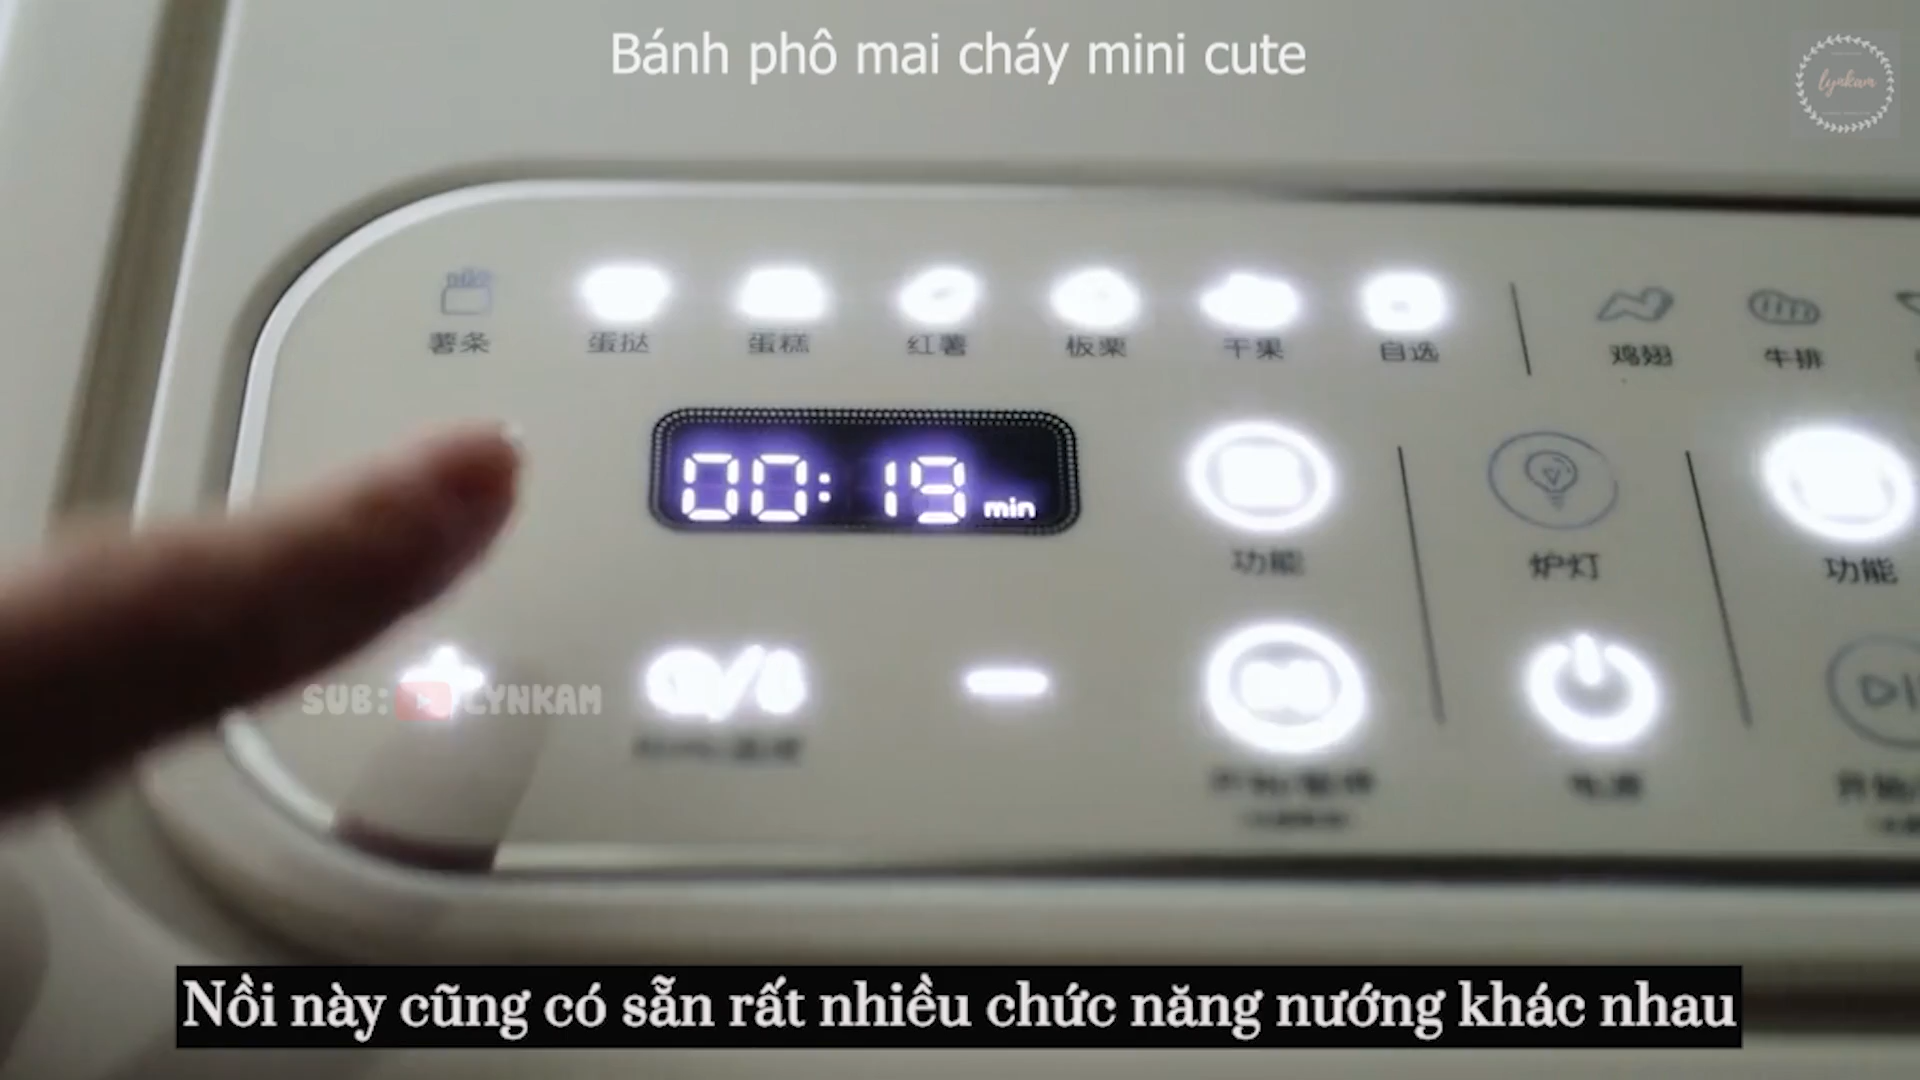 Bánh phô mai cháy mini cute
lynkam
薯条 蛋挞 蛋糕 红薯 板栗 干果 自选 鸡翅 牛排
00:19 min
功能 炉灯 功能
SUB: LYNKAM
Nồi này cũng có sẵn rất nhiều chức năng nướng khác nhau